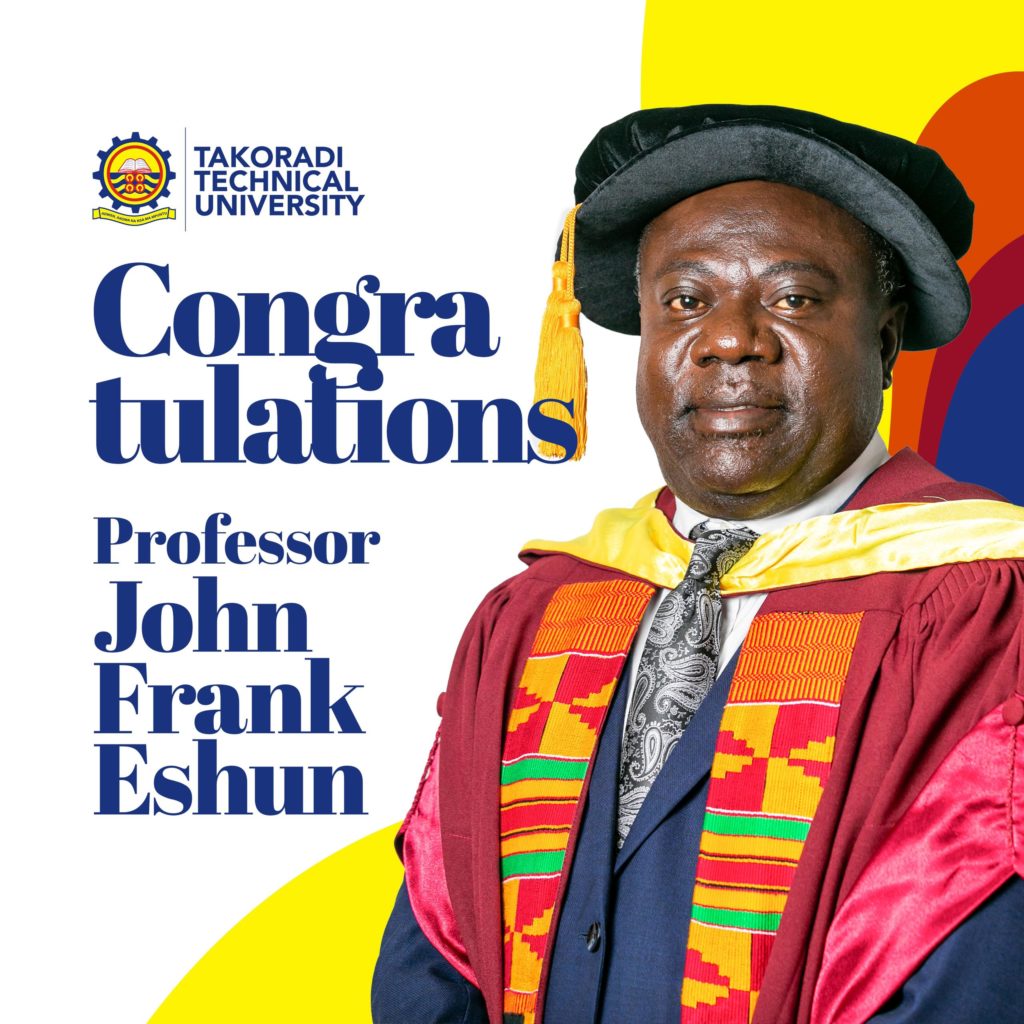 TAKORADI
TECHNICAL
UNIVERSITY
Congra
tulations
Professor
John
Frank
Eshun